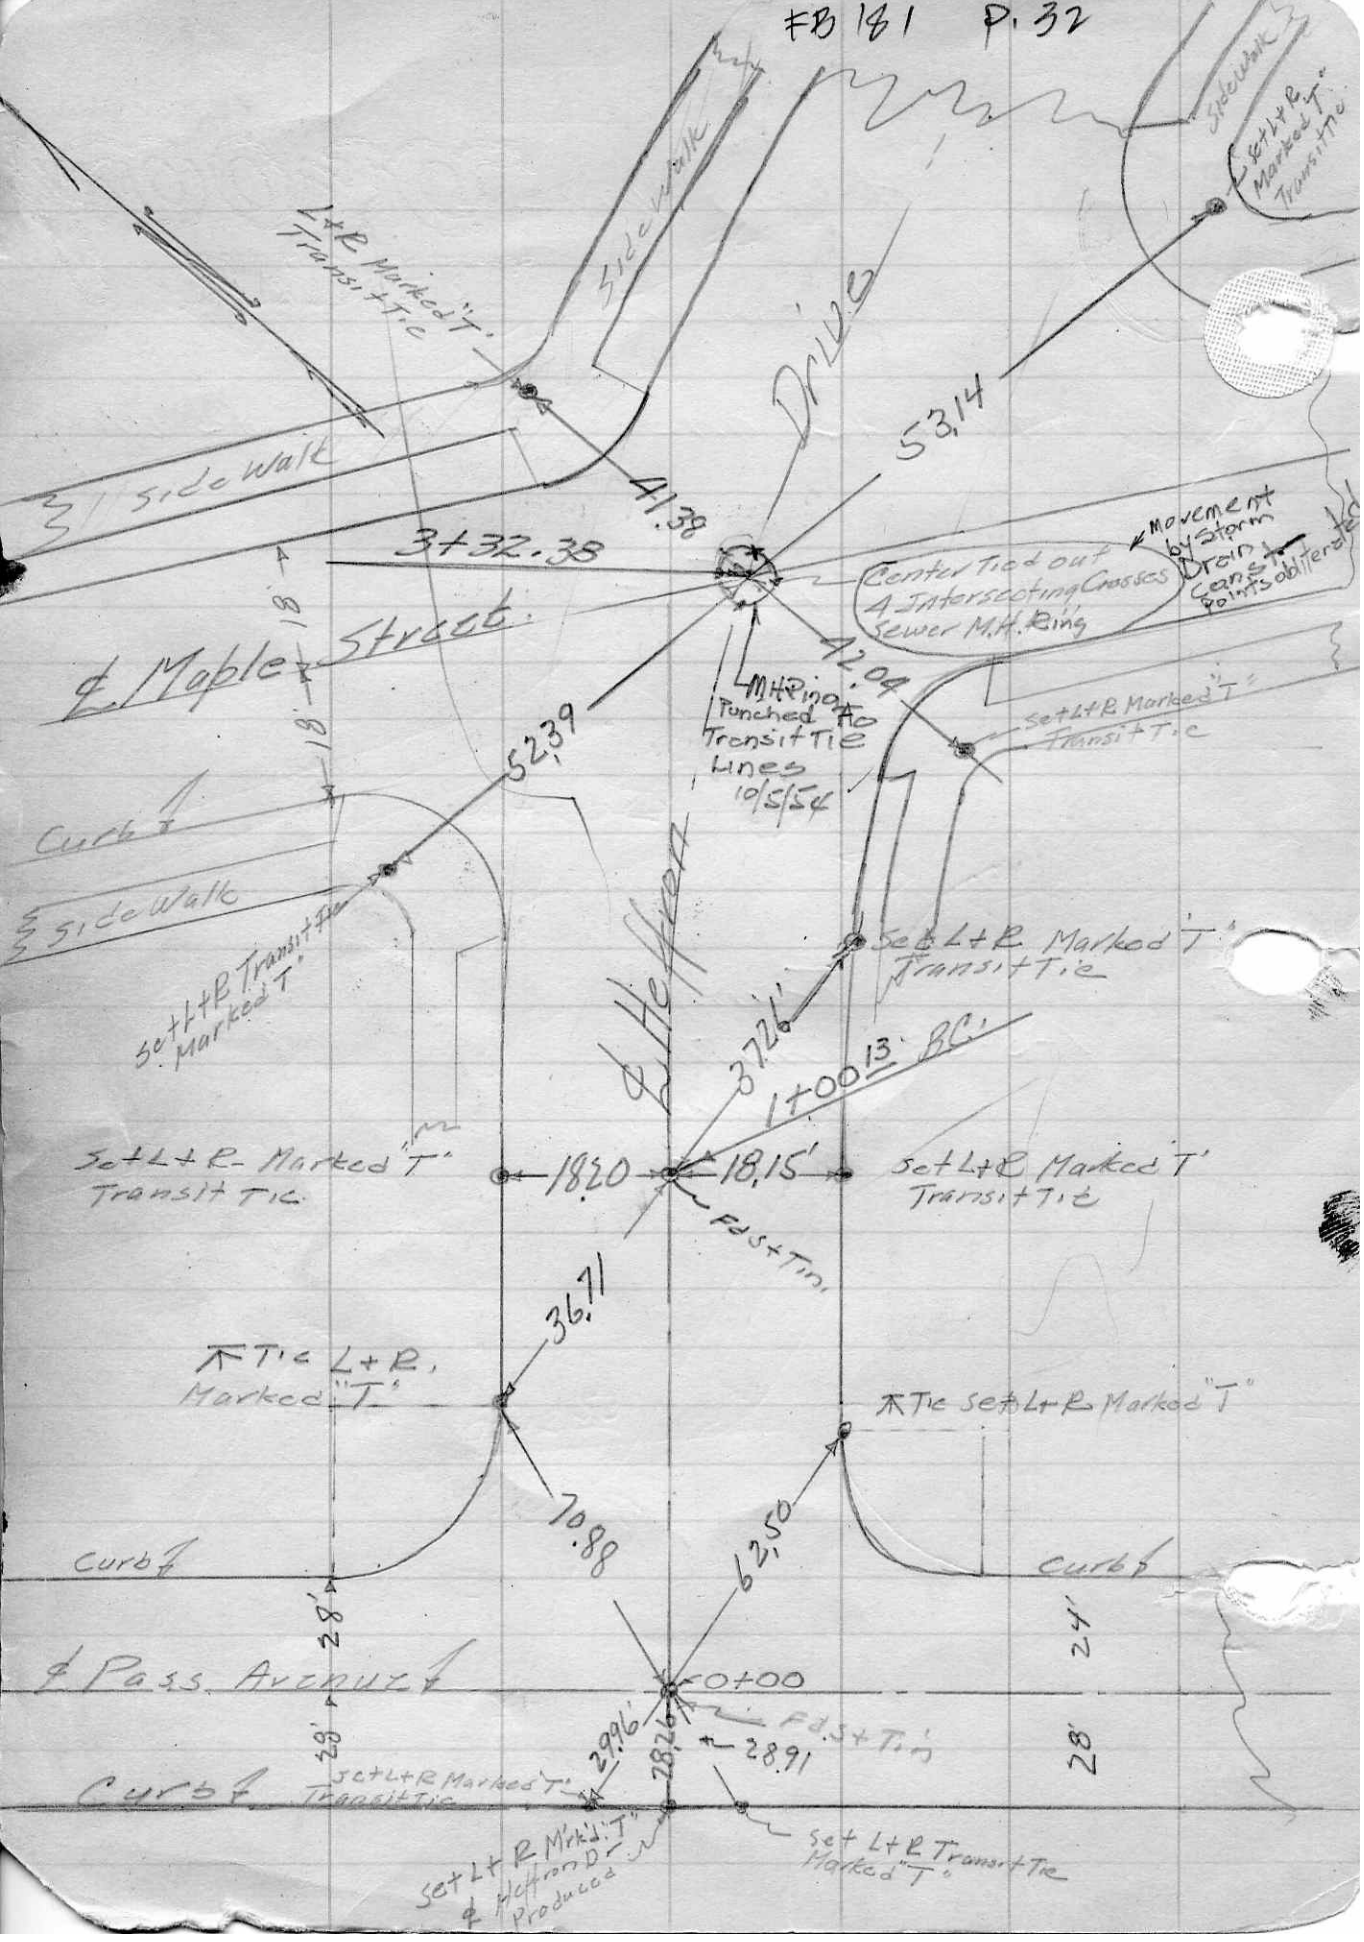 FB 181 P. 32
SideWalk
Set L+R
Marked "T"
Transit Tie
SideWalk
L+R Marked "T"
Transit Tie
Drive
53.14
Side Walk
41.38
3+32.38
Movement
by Storm
Drain
Const.
Points obliterated
Center Tied out
4 Intersecting Crosses
Sewer M.H. Ring
18'
℄ Maple Street
42.04
MH Ring
Punched
Transit Tie
Lines
10/5/54
Set L+R Marked "T"
Transit Tie
18'
52.39
Curb
Side Walk
Set L+R Transit Tie
Marked "T"
℄ Heffron
Set L+R Marked "T"
Transit Tie
37.26'
1+00.13 B.C.
Set L+R Marked "T"
Transit Tie
18.20
18.15'
Set L+R Marked "T"
Transit Tie
Fd. S+Tin.
36.71
Tie L+R.
Marked "T"
Tie Set L+R Marked "T"
70.88
62.50
Curb
Curb
28'
24'
℄ Pass Avenue
0+00
Fd. S+Tin
28'
29.96'
28.26'
28.91
28'
Curb
Set L+R Marked "T"
Transit Tie
Set L+R M'rk'd. "T"
℄ Heffron Dr
Produced
Set L+R Transit Tie
Marked "T"